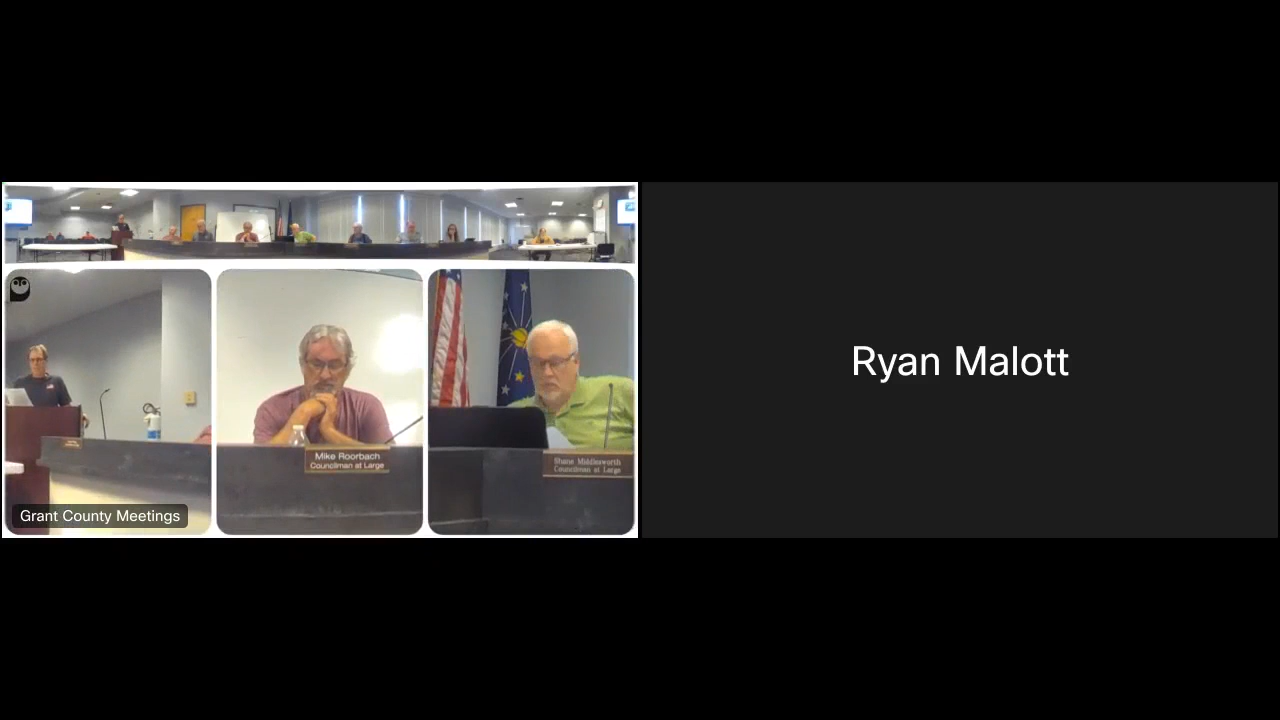 Grant County Meetings
Mike Roorbach
Councilman at Large
Shane Middlesworth
Councilman at Large
Ryan Malott